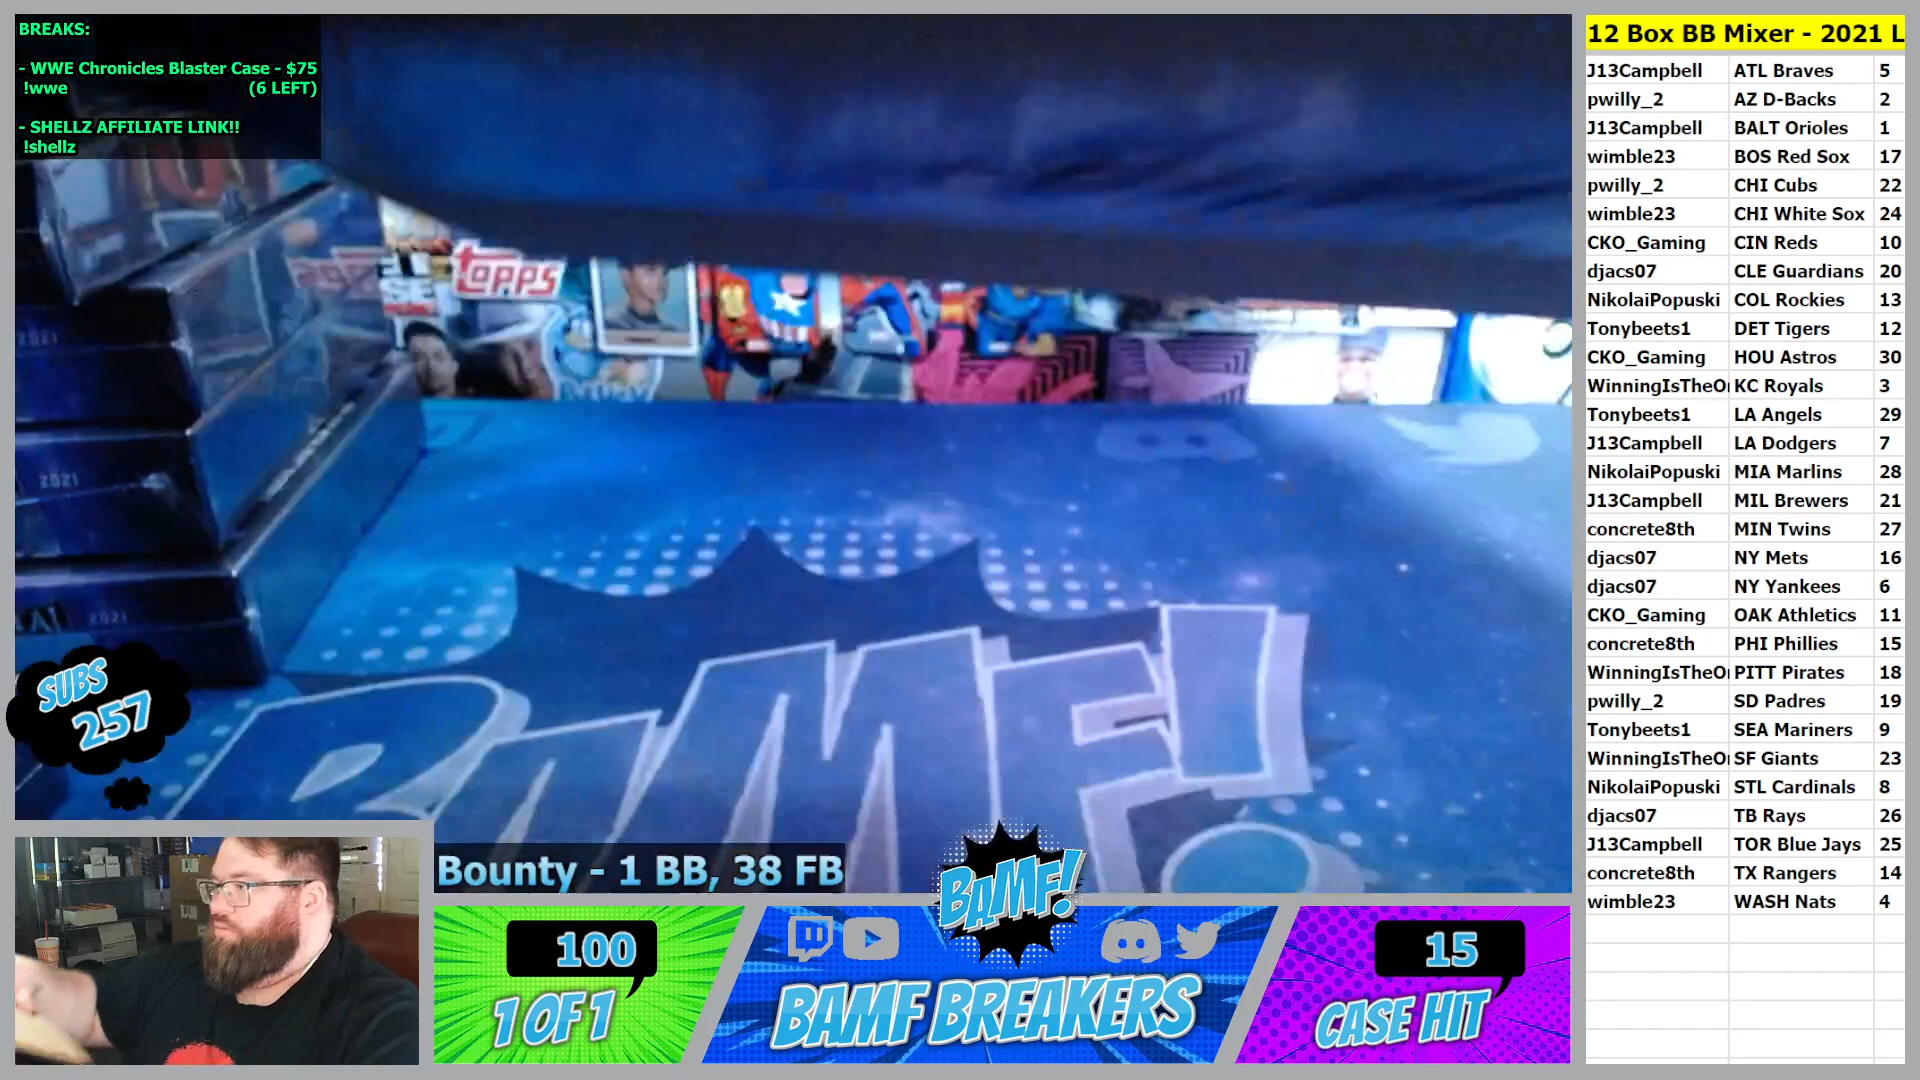 BREAKS:
- WWE Chronicles Blaster Case - $75
!wwe (6 LEFT)
- SHELLZ AFFILIATE LINK!!
!shellz
TOPPS
2021
2021
2021
BAMF!
SUBS
257
Bounty - 1 BB, 38 FB
BAMF!
100
1 OF 1
BAMF BREAKERS
15
CASE HIT
12 Box BB Mixer - 2021 L
J13Campbell ATL Braves 5
pwilly_2 AZ D-Backs 2
J13Campbell BALT Orioles 1
wimble23 BOS Red Sox 17
pwilly_2 CHI Cubs 22
wimble23 CHI White Sox 24
CKO_Gaming CIN Reds 10
djacs07 CLE Guardians 20
NikolaiPopuski COL Rockies 13
Tonybeets1 DET Tigers 12
CKO_Gaming HOU Astros 30
WinningIsTheO KC Royals 3
Tonybeets1 LA Angels 29
J13Campbell LA Dodgers 7
NikolaiPopuski MIA Marlins 28
J13Campbell MIL Brewers 21
concrete8th MIN Twins 27
djacs07 NY Mets 16
djacs07 NY Yankees 6
CKO_Gaming OAK Athletics 11
concrete8th PHI Phillies 15
WinningIsTheO PITT Pirates 18
pwilly_2 SD Padres 19
Tonybeets1 SEA Mariners 9
WinningIsTheO SF Giants 23
NikolaiPopuski STL Cardinals 8
djacs07 TB Rays 26
J13Campbell TOR Blue Jays 25
concrete8th TX Rangers 14
wimble23 WASH Nats 4